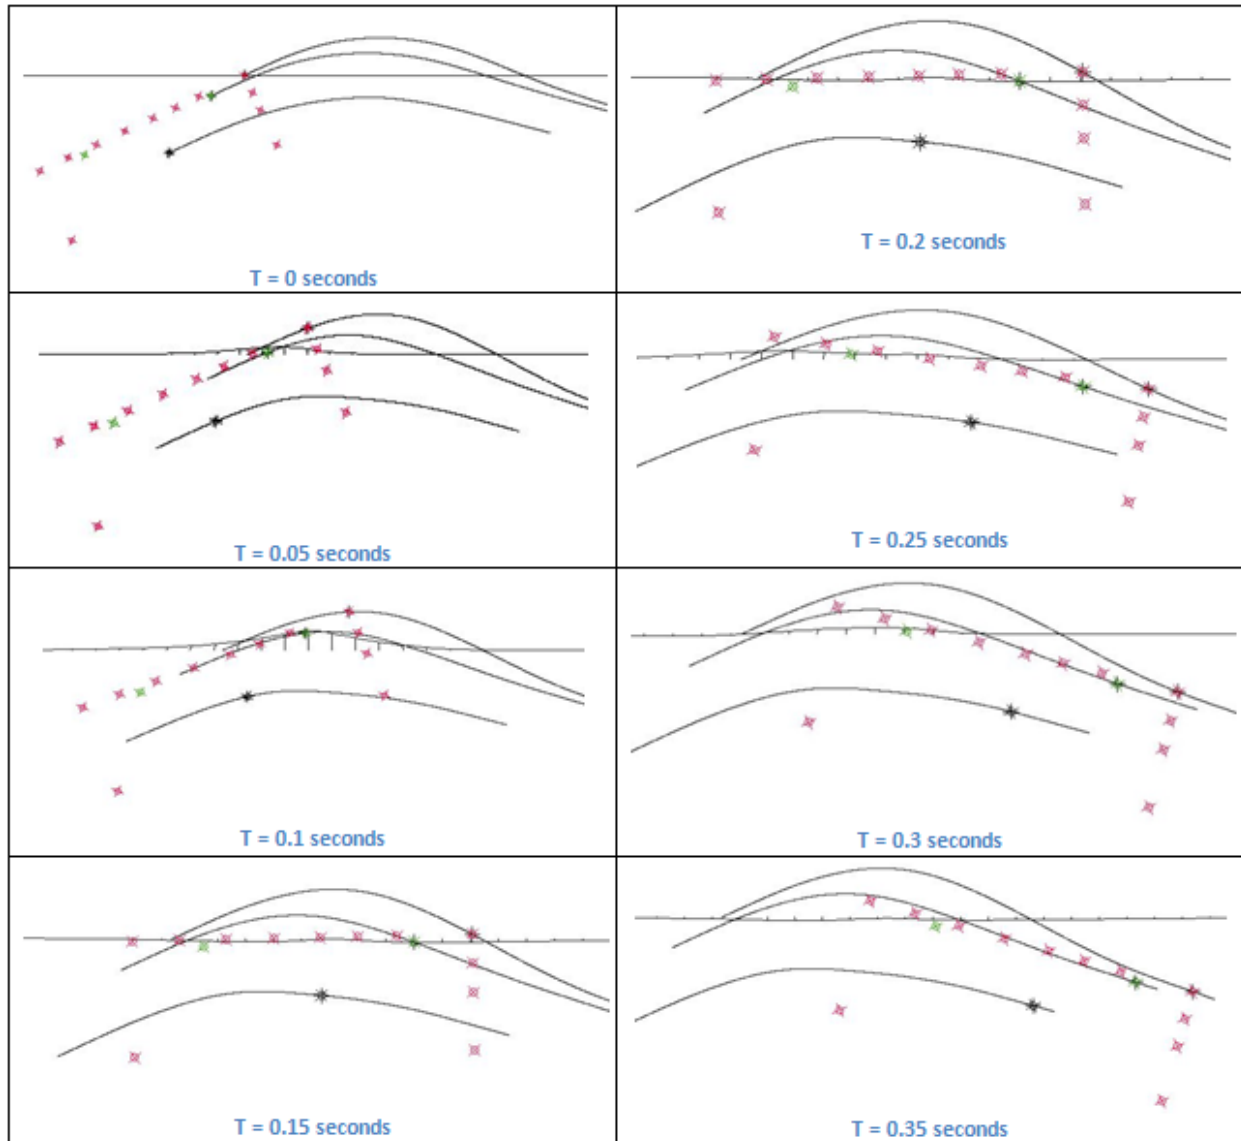 T = 0 seconds
T = 0.2 seconds
T = 0.05 seconds
T = 0.25 seconds
T = 0.1 seconds
T = 0.3 seconds
T = 0.15 seconds
T = 0.35 seconds